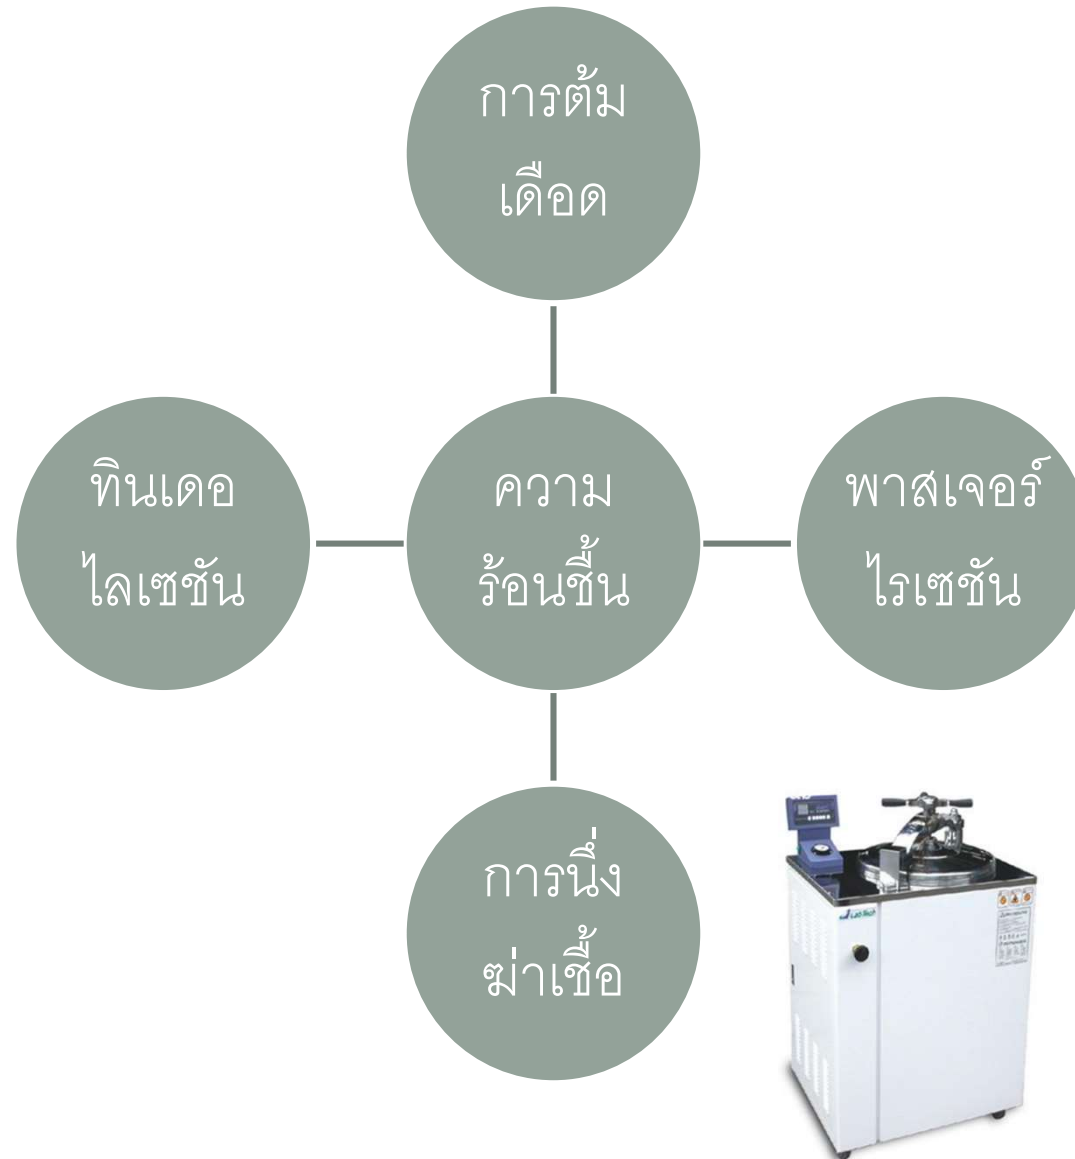 การต้ม
เดือด
ทินเดอ
ไลเซชัน
ความ
ร้อนชื้น
พาสเจอร์
ไรเซชัน
การนึ่ง
ฆ่าเชื้อ
LabTech